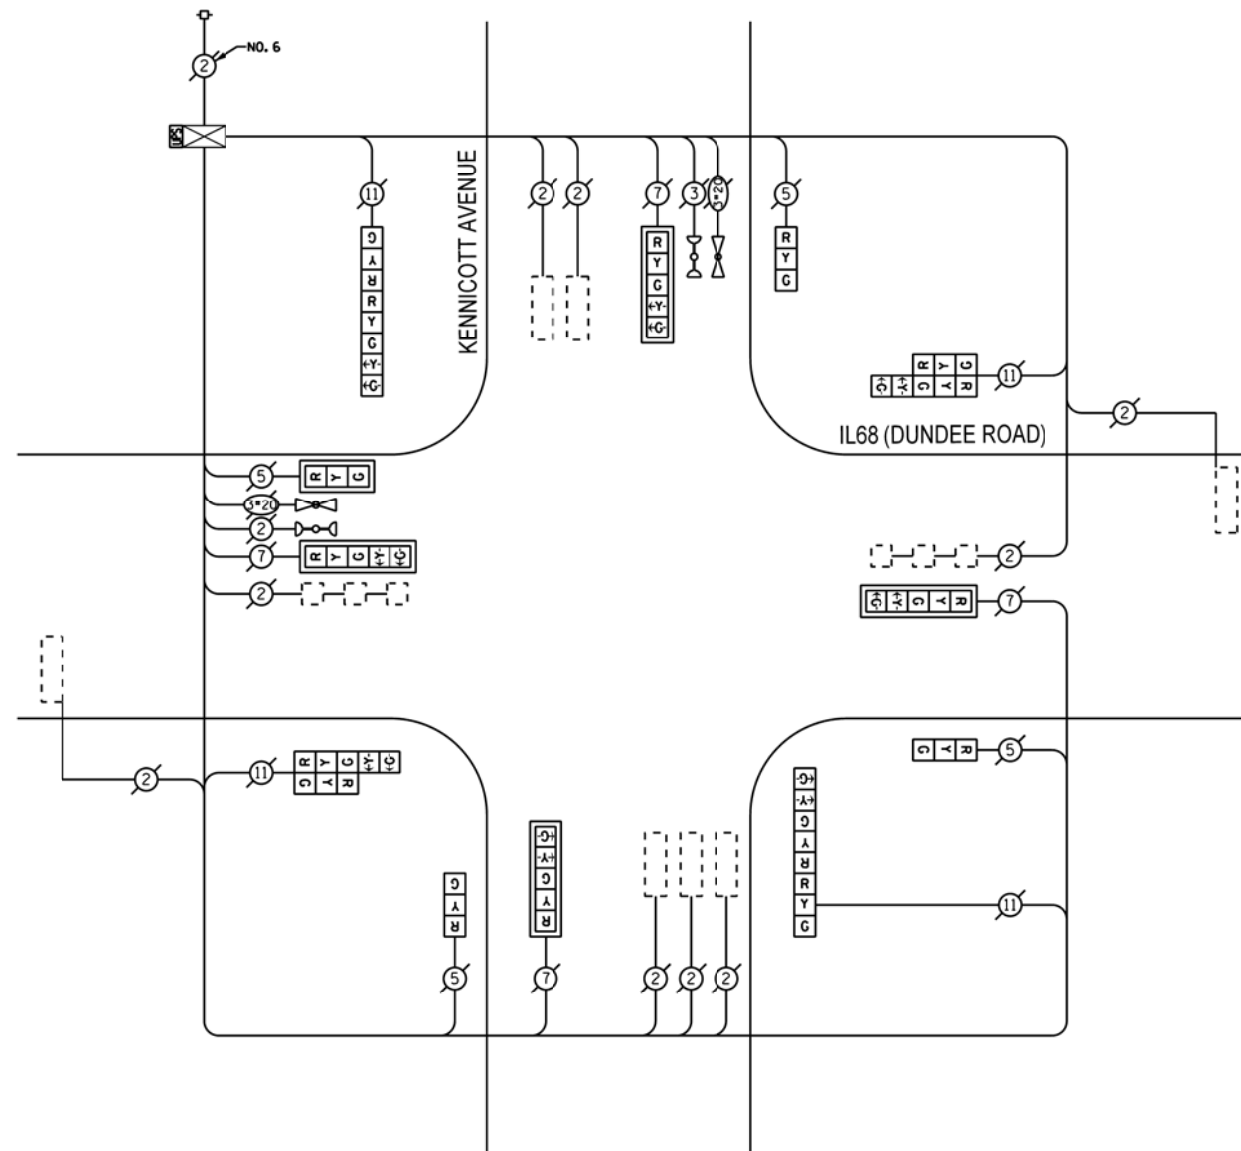 NO. 6
2
UPS
KENNICOTT AVENUE
11
G
Y
R
R
Y
G
←Y-
←G-
2
2
7
R
Y
G
←Y-
←G-
3
3#20
5
R
Y
G
R Y G
←G- ←Y- G Y R
11
2
IL68 (DUNDEE ROAD)
5
R Y G
3#20
2
7
R Y G ←Y- ←G-
2
2
←G- ←Y- G Y R
7
2
11
R Y G ←Y- ←G-
G Y R
G Y R
5
←G-
←Y-
G
Y
R
R
Y
G
11
←G-
←Y-
G
Y
R
7
G
Y
R
5
2
2
2